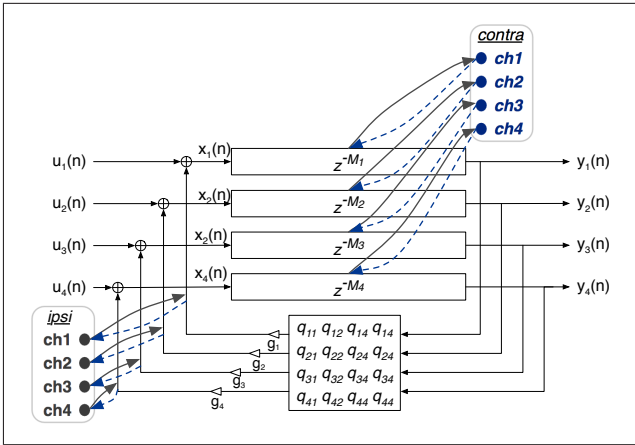 contra
ch1
ch2
ch3
ch4
u1(n) x1(n) z^-M1 y1(n)
u2(n) x2(n) z^-M2 y2(n)
u3(n) x2(n) z^-M3 y3(n)
u4(n) x4(n) z^-M4 y4(n)
ipsi
ch1
ch2
ch3
ch4
g1
g2
g3
g4
q11 q12 q14 q14
q21 q22 q24 q24
q31 q32 q34 q34
q41 q42 q44 q44